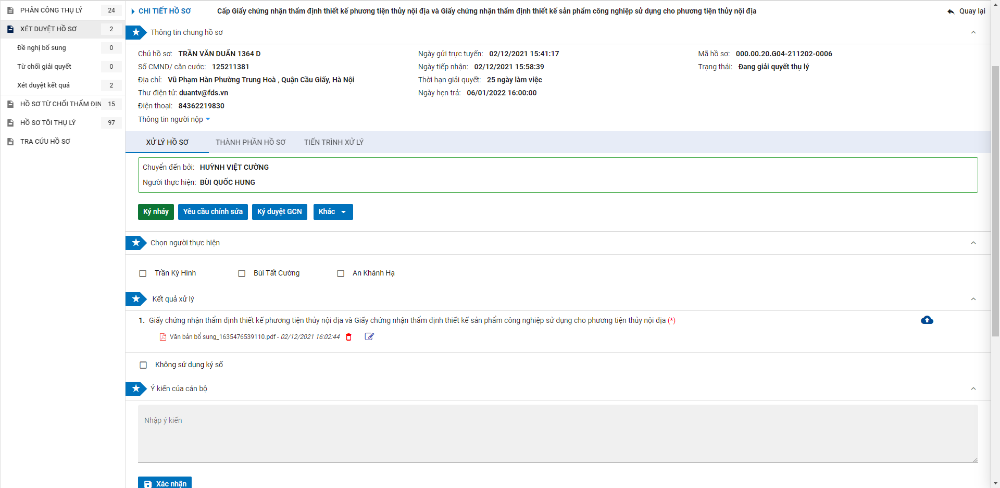 PHÂN CÔNG THỤ LÝ 24
XÉT DUYỆT HỒ SƠ 2
Đề nghị bổ sung 0
Từ chối giải quyết 0
Xét duyệt kết quả 2
HỒ SƠ TỪ CHỐI THẨM ĐỊN 15
HỒ SƠ TÔI THỤ LÝ 97
TRA CỨU HỒ SƠ
CHI TIẾT HỒ SƠ Cấp Giấy chứng nhận thẩm định thiết kế phương tiện thủy nội địa và Giấy chứng nhận thẩm định thiết kế sản phẩm công nghiệp sử dụng cho phương tiện thủy nội địa Quay lại
Thông tin chung hồ sơ
Chủ hồ sơ: TRẦN VĂN DUẨN 1364 D
Số CMND/ căn cước: 125211381
Địa chỉ: Vũ Phạm Hàn Phường Trung Hoà , Quận Cầu Giấy, Hà Nội
Thư điện tử: duantv@fds.vn
Điện thoại: 84362219830
Thông tin người nộp
Ngày gửi trực tuyến: 02/12/2021 15:41:17
Ngày tiếp nhận: 02/12/2021 15:58:39
Thời hạn giải quyết: 25 ngày làm việc
Ngày hẹn trả: 06/01/2022 16:00:00
Mã hồ sơ: 000.00.20.G04-211202-0006
Trạng thái: Đang giải quyết thụ lý
XỬ LÝ HỒ SƠ THÀNH PHẦN HỒ SƠ TIẾN TRÌNH XỬ LÝ
Chuyển đến bởi: HUỲNH VIỆT CƯỜNG
Người thực hiện: BÙI QUỐC HƯNG
Ký nháy Yêu cầu chỉnh sửa Ký duyệt GCN Khác
Chọn người thực hiện
Trần Kỳ Hình Bùi Tất Cường An Khánh Hạ
Kết quả xử lý
1. Giấy chứng nhận thẩm định thiết kế phương tiện thủy nội địa và Giấy chứng nhận thẩm định thiết kế sản phẩm công nghiệp sử dụng cho phương tiện thủy nội địa (*)
Văn bản bổ sung_1635476539110.pdf - 02/12/2021 16:02:44
Không sử dụng ký số
Ý kiến của cán bộ
Nhập ý kiến
Xác nhận